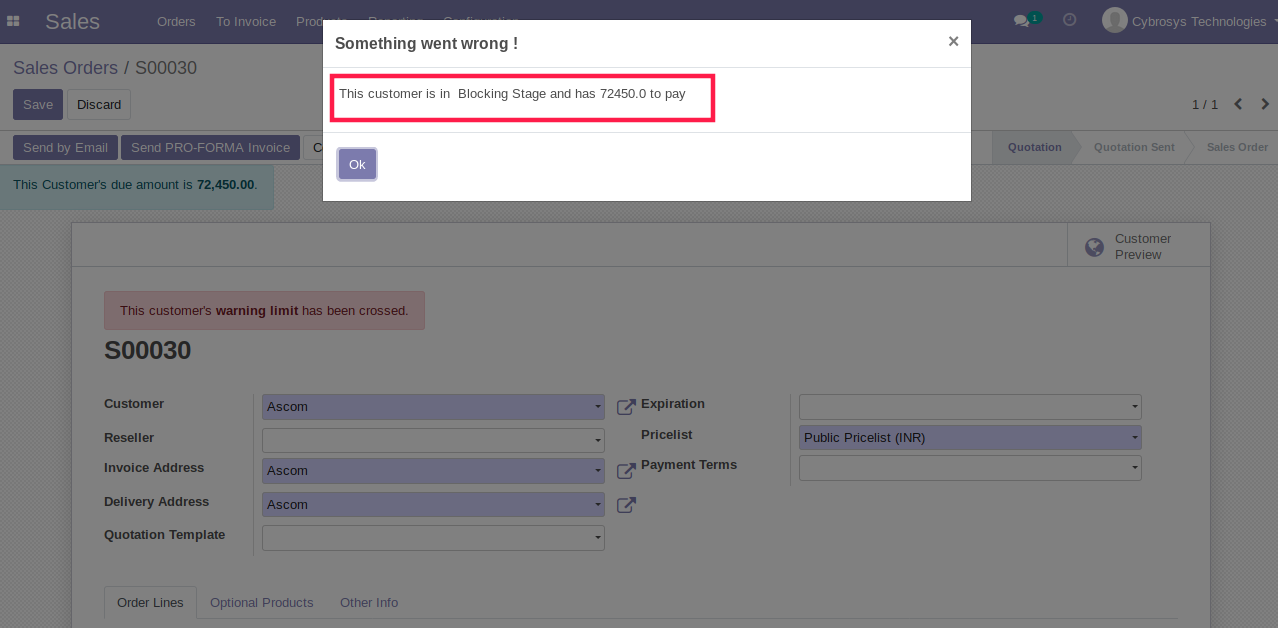 Sales
Orders
To Invoice
1
Cybrosys Technologies
Something went wrong !
×
This customer is in  Blocking Stage and has 72450.0 to pay
Ok
Sales Orders / S00030
Save
Discard
1 / 1
Send by Email
Send PRO-FORMA Invoice
Quotation
Quotation Sent
Sales Order
This Customer's due amount is 72,450.00.
Customer
Preview
This customer's warning limit has been crossed.
S00030
Customer
Ascom
Expiration
Reseller
Pricelist
Public Pricelist (INR)
Invoice Address
Ascom
Payment Terms
Delivery Address
Ascom
Quotation Template
Order Lines
Optional Products
Other Info